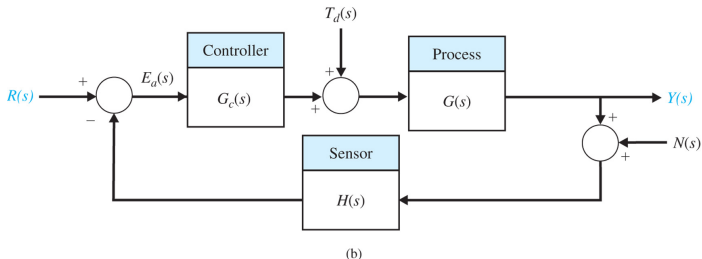 T_d(s)
Controller
Process
+
E_a(s)
+
R(s)
G_c(s)
+
G(s)
Y(s)
−
+
Sensor
+
N(s)
H(s)
(b)